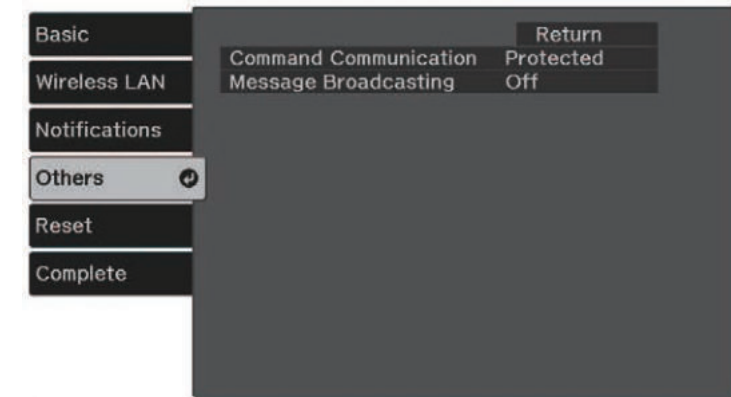 Basic
Wireless LAN
Notifications
Others
Reset
Complete
Return
Command Communication Protected
Message Broadcasting Off